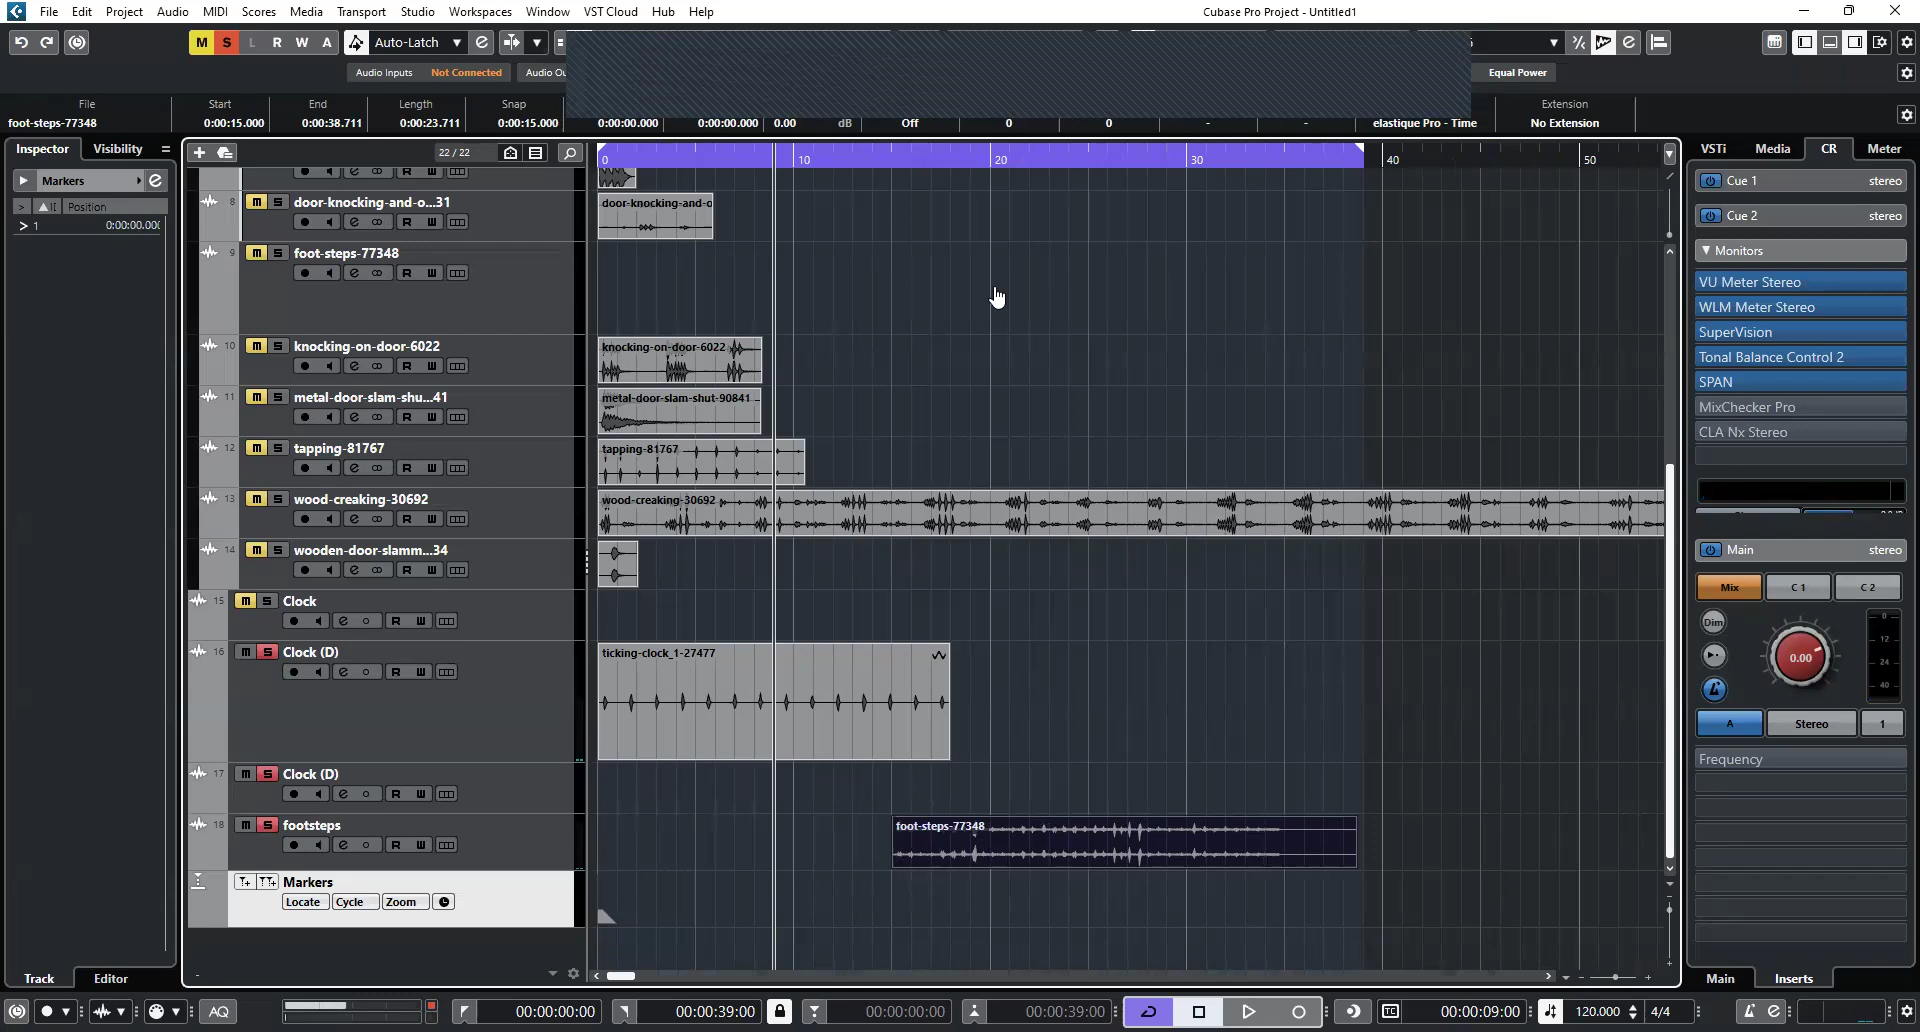 File Edit Project Audio MIDI Scores Media Transport Studio Workspaces Window VST Cloud Hub Help
Cubase Pro Project - Untitled1
M S L R W A Auto-Latch
Audio Inputs Not Connected Audio Ou
Equal Power
File Start End Length Snap Extension
foot-steps-77348 0:00:15.000 0:00:38.711 0:00:23.711 0:00:15.000 0:00:00.000 0:00:00.000 0.00 dB Off 0 0 - - elastique Pro - Time No Extension
Inspector Visibility
22 / 22
0 10 20 30 40 50
VSTi Media CR Meter
Markers
Position
> 1 0:00:00.00
8 m S door-knocking-and-o...31
door-knocking-and-o
9 m S foot-steps-77348
10 m S knocking-on-door-6022
knocking-on-door-6022
11 m S metal-door-slam-shu...41
metal-door-slam-shut-90841
12 m S tapping-81767
tapping-81767
13 m S wood-creaking-30692
wood-creaking-30692
14 m S wooden-door-slamm...34
15 m S Clock
16 m S Clock (D)
ticking-clock_1-27477
17 m S Clock (D)
18 m S footsteps
foot-steps-77348
Markers
Locate Cycle Zoom
Cue 1 stereo
Cue 2 stereo
Monitors
VU Meter Stereo
WLM Meter Stereo
SuperVision
Tonal Balance Control 2
SPAN
MixChecker Pro
CLA Nx Stereo
Main stereo
Mix C 1 C 2
Dim
0.00
0
12
24
40
A Stereo 1
Frequency
Track Editor
Main Inserts
AQ
00:00:00:00 00:00:39:00 00:00:00:00 00:00:39:00 TC 00:00:09:00 120.000 4/4